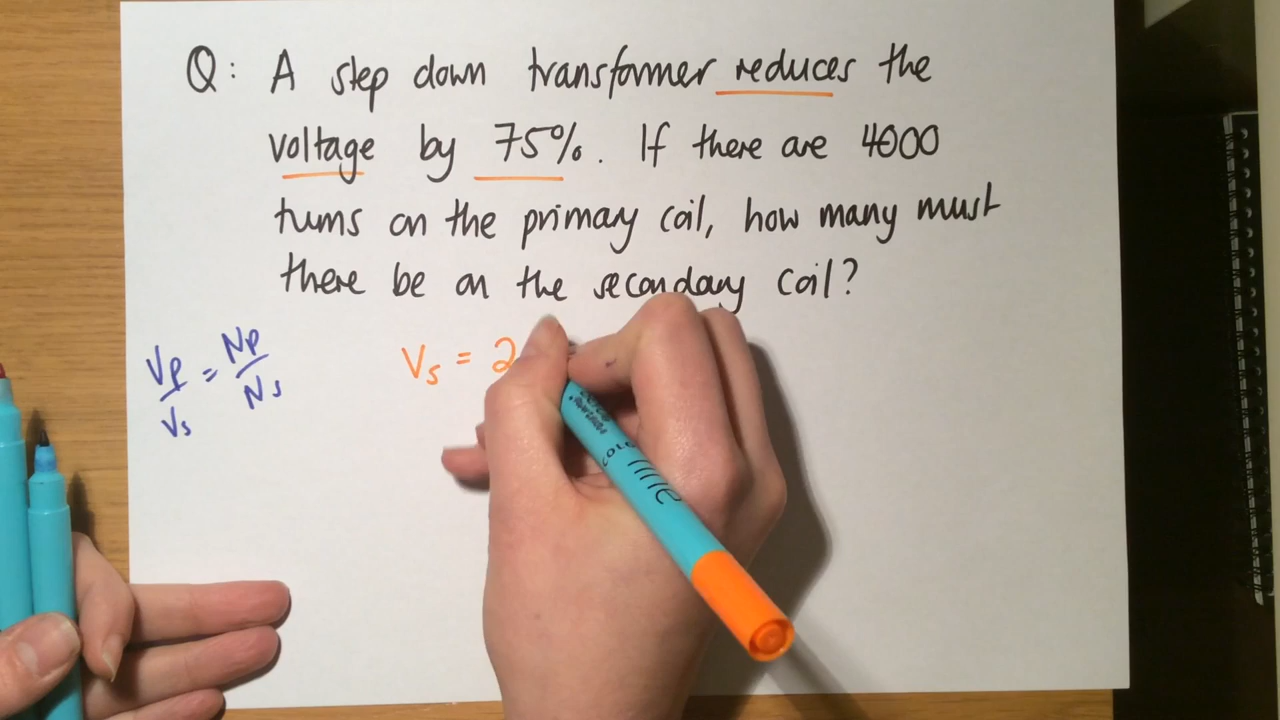 Q: A step down transformer reduces the
voltage by 75%. If there are 4000
turns on the primary coil, how many must
there be on the secondary coil?
Vp/Vs = Np/Ns
Vs = 2